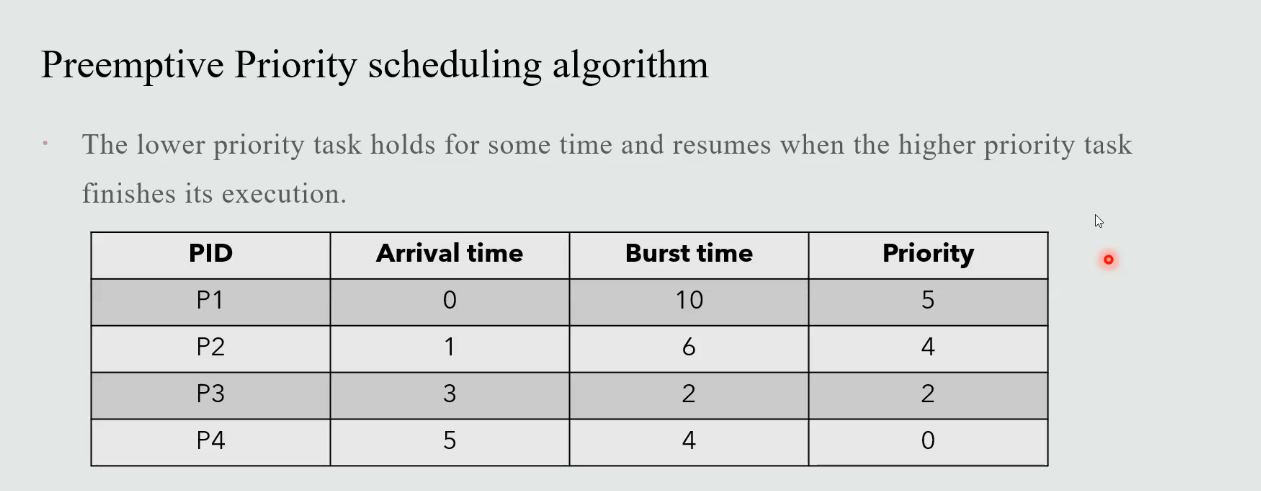 Preemptive Priority scheduling algorithm
The lower priority task holds for some time and resumes when the higher priority task
finishes its execution.
PID Arrival time Burst time Priority
P1 0 10 5
P2 1 6 4
P3 3 2 2
P4 5 4 0